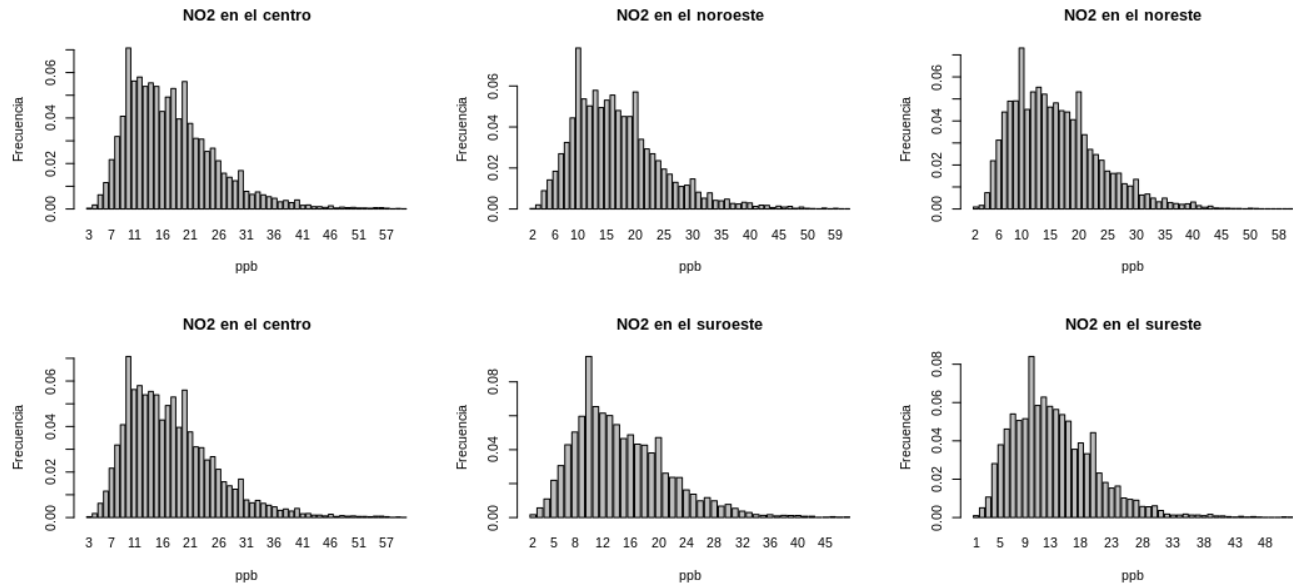 NO2 en el centro
Frecuencia
0.06
0.04
0.02
0.00
3 7 11 16 21 26 31 36 41 46 51 57
ppb
NO2 en el noroeste
Frecuencia
0.06
0.04
0.02
0.00
2 6 10 15 20 25 30 35 40 45 50 59
ppb
NO2 en el noreste
Frecuencia
0.06
0.04
0.02
0.00
2 6 10 15 20 25 30 35 40 45 50 58
ppb
NO2 en el centro
Frecuencia
0.06
0.04
0.02
0.00
3 7 11 16 21 26 31 36 41 46 51 57
ppb
NO2 en el suroeste
Frecuencia
0.08
0.04
0.00
2 5 8 12 16 20 24 28 32 36 40 45
ppb
NO2 en el sureste
Frecuencia
0.08
0.06
0.04
0.02
0.00
1 5 9 13 18 23 28 33 38 43 48
ppb